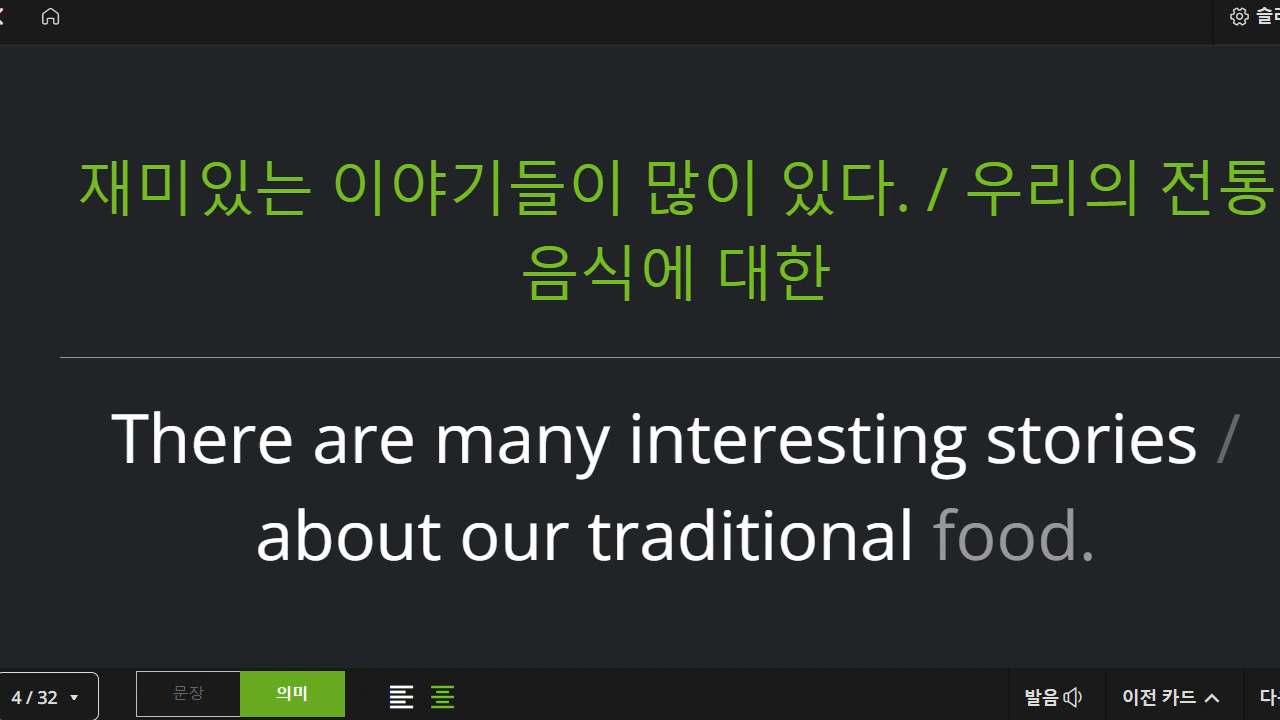 재미있는 이야기들이 많이 있다. / 우리의 전통
음식에 대한
There are many interesting stories /
about our traditional food.
4 / 32
문장
의미
발음
이전 카드